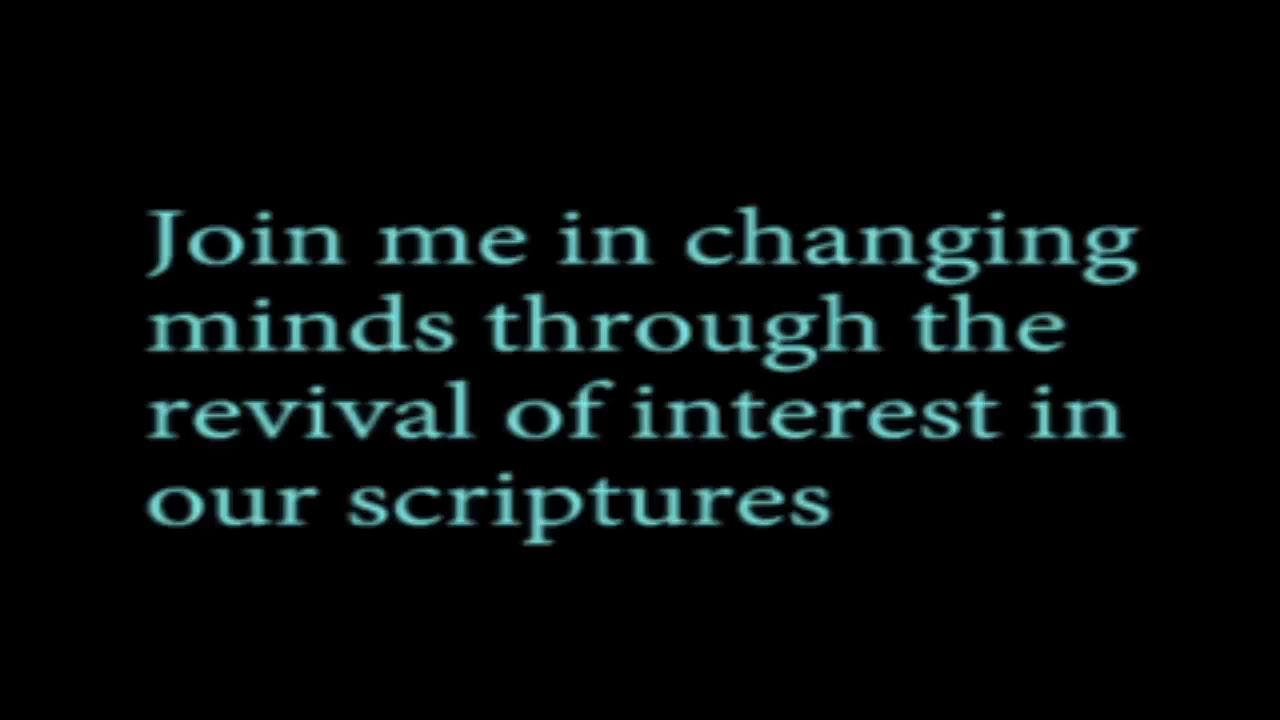 Join me in changing
minds through the
revival of interest in
our scriptures